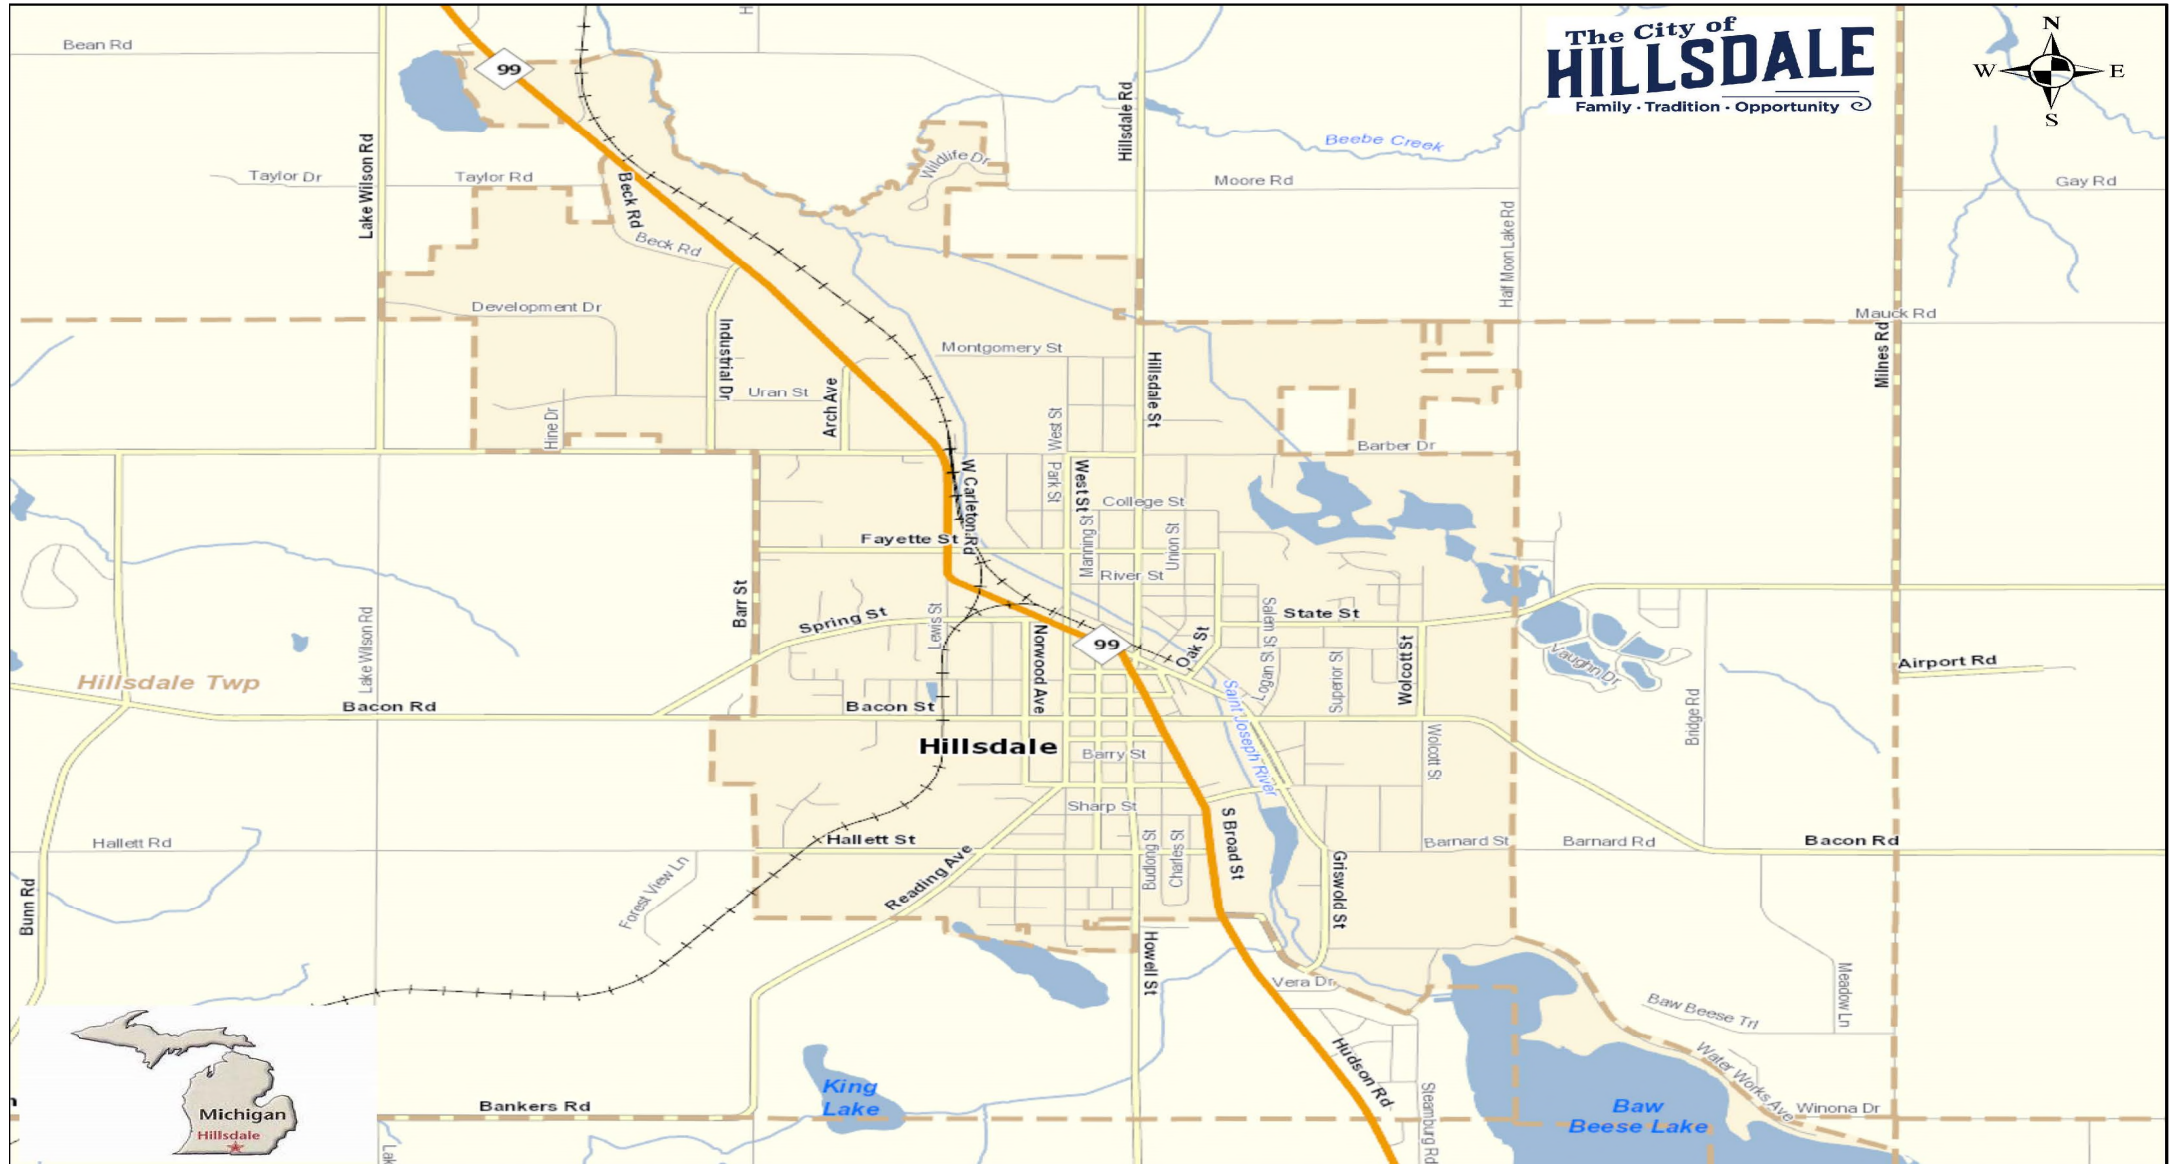 The City of
HILLSDALE
Family · Tradition · Opportunity
N
W
E
S
Bean Rd
99
H
Hillsdale Rd
Beebe Creek
Lake Wilson Rd
Taylor Dr
Taylor Rd
Beck Rd
Beck Rd
Wildlife Dr
Moore Rd
Half Moon Lake Rd
Gay Rd
Development Dr
Mauck Rd
Milnes Rd
Industrial Dr
Montgomery St
Hillsdale St
Uran St
Arch Ave
Hine Dr
West St
Barber Dr
W Carleton Rd
Park St
West St
College St
Manning St
Union St
Fayette St
River St
Barr St
Lake Wilson Rd
Spring St
Lewis St
Norwood Ave
99
Oak St
Salem St
State St
Wolcott St
Logan St
Superior St
Vaughn Dr
Airport Rd
Hillsdale Twp
Bacon Rd
Bacon St
Saint Joseph River
Bridge Rd
Hillsdale
Barry St
Wolcott St
Sharp St
Hallett Rd
Hallett St
Reading Ave
Forest View Ln
Budlong St
Charles St
S Broad St
Griswold St
Barnard St
Barnard Rd
Bacon Rd
Bunn Rd
Howell St
Vera Dr
Meadow Ln
Baw Beese Trl
Water Works Ave
Hudson Rd
Steamburg Rd
Winona Dr
Michigan
Hillsdale
Bankers Rd
King
Lake
Baw
Beese Lake
Lak